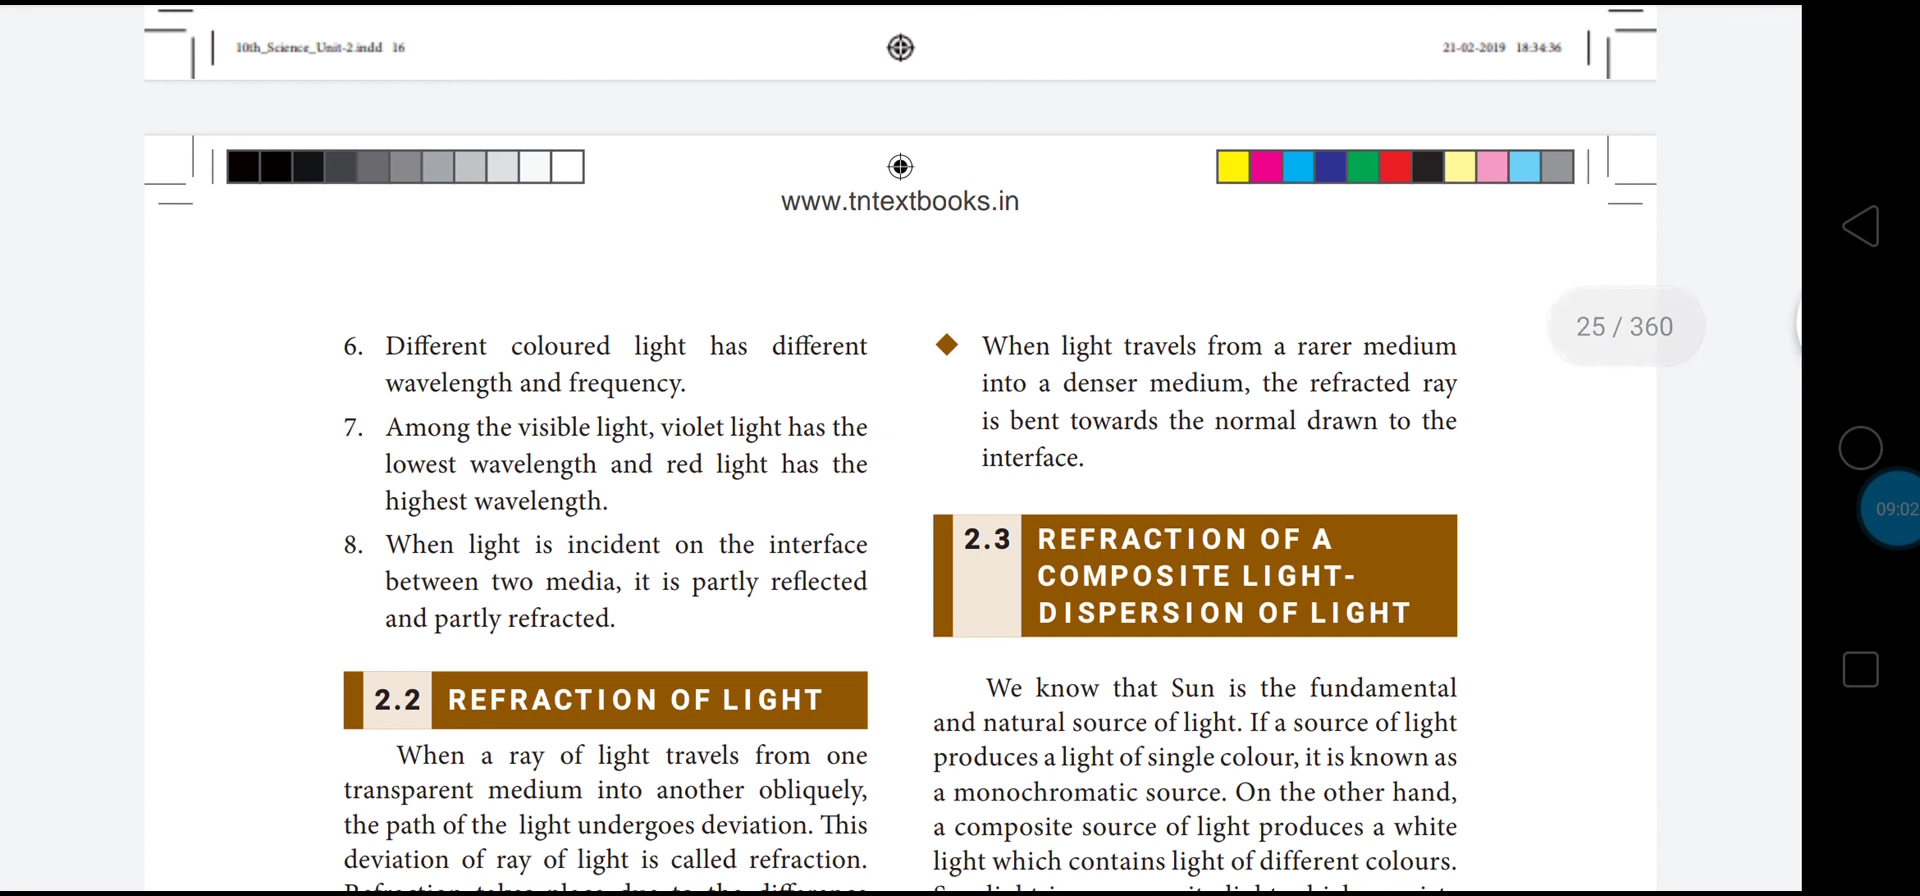 10th_Science_Unit-2.indd 16
21-02-2019 18:34:36
www.tntextbooks.in
6. Different coloured light has different
wavelength and frequency.
7. Among the visible light, violet light has the
lowest wavelength and red light has the
highest wavelength.
8. When light is incident on the interface
between two media, it is partly reflected
and partly refracted.
2.2 REFRACTION OF LIGHT
When a ray of light travels from one
transparent medium into another obliquely,
the path of the light undergoes deviation. This
deviation of ray of light is called refraction.
Refraction takes place due to the difference
When light travels from a rarer medium
into a denser medium, the refracted ray
is bent towards the normal drawn to the
interface.
2.3 REFRACTION OF A
COMPOSITE LIGHT-
DISPERSION OF LIGHT
We know that Sun is the fundamental
and natural source of light. If a source of light
produces a light of single colour, it is known as
a monochromatic source. On the other hand,
a composite source of light produces a white
light which contains light of different colours.
25 / 360
09:02